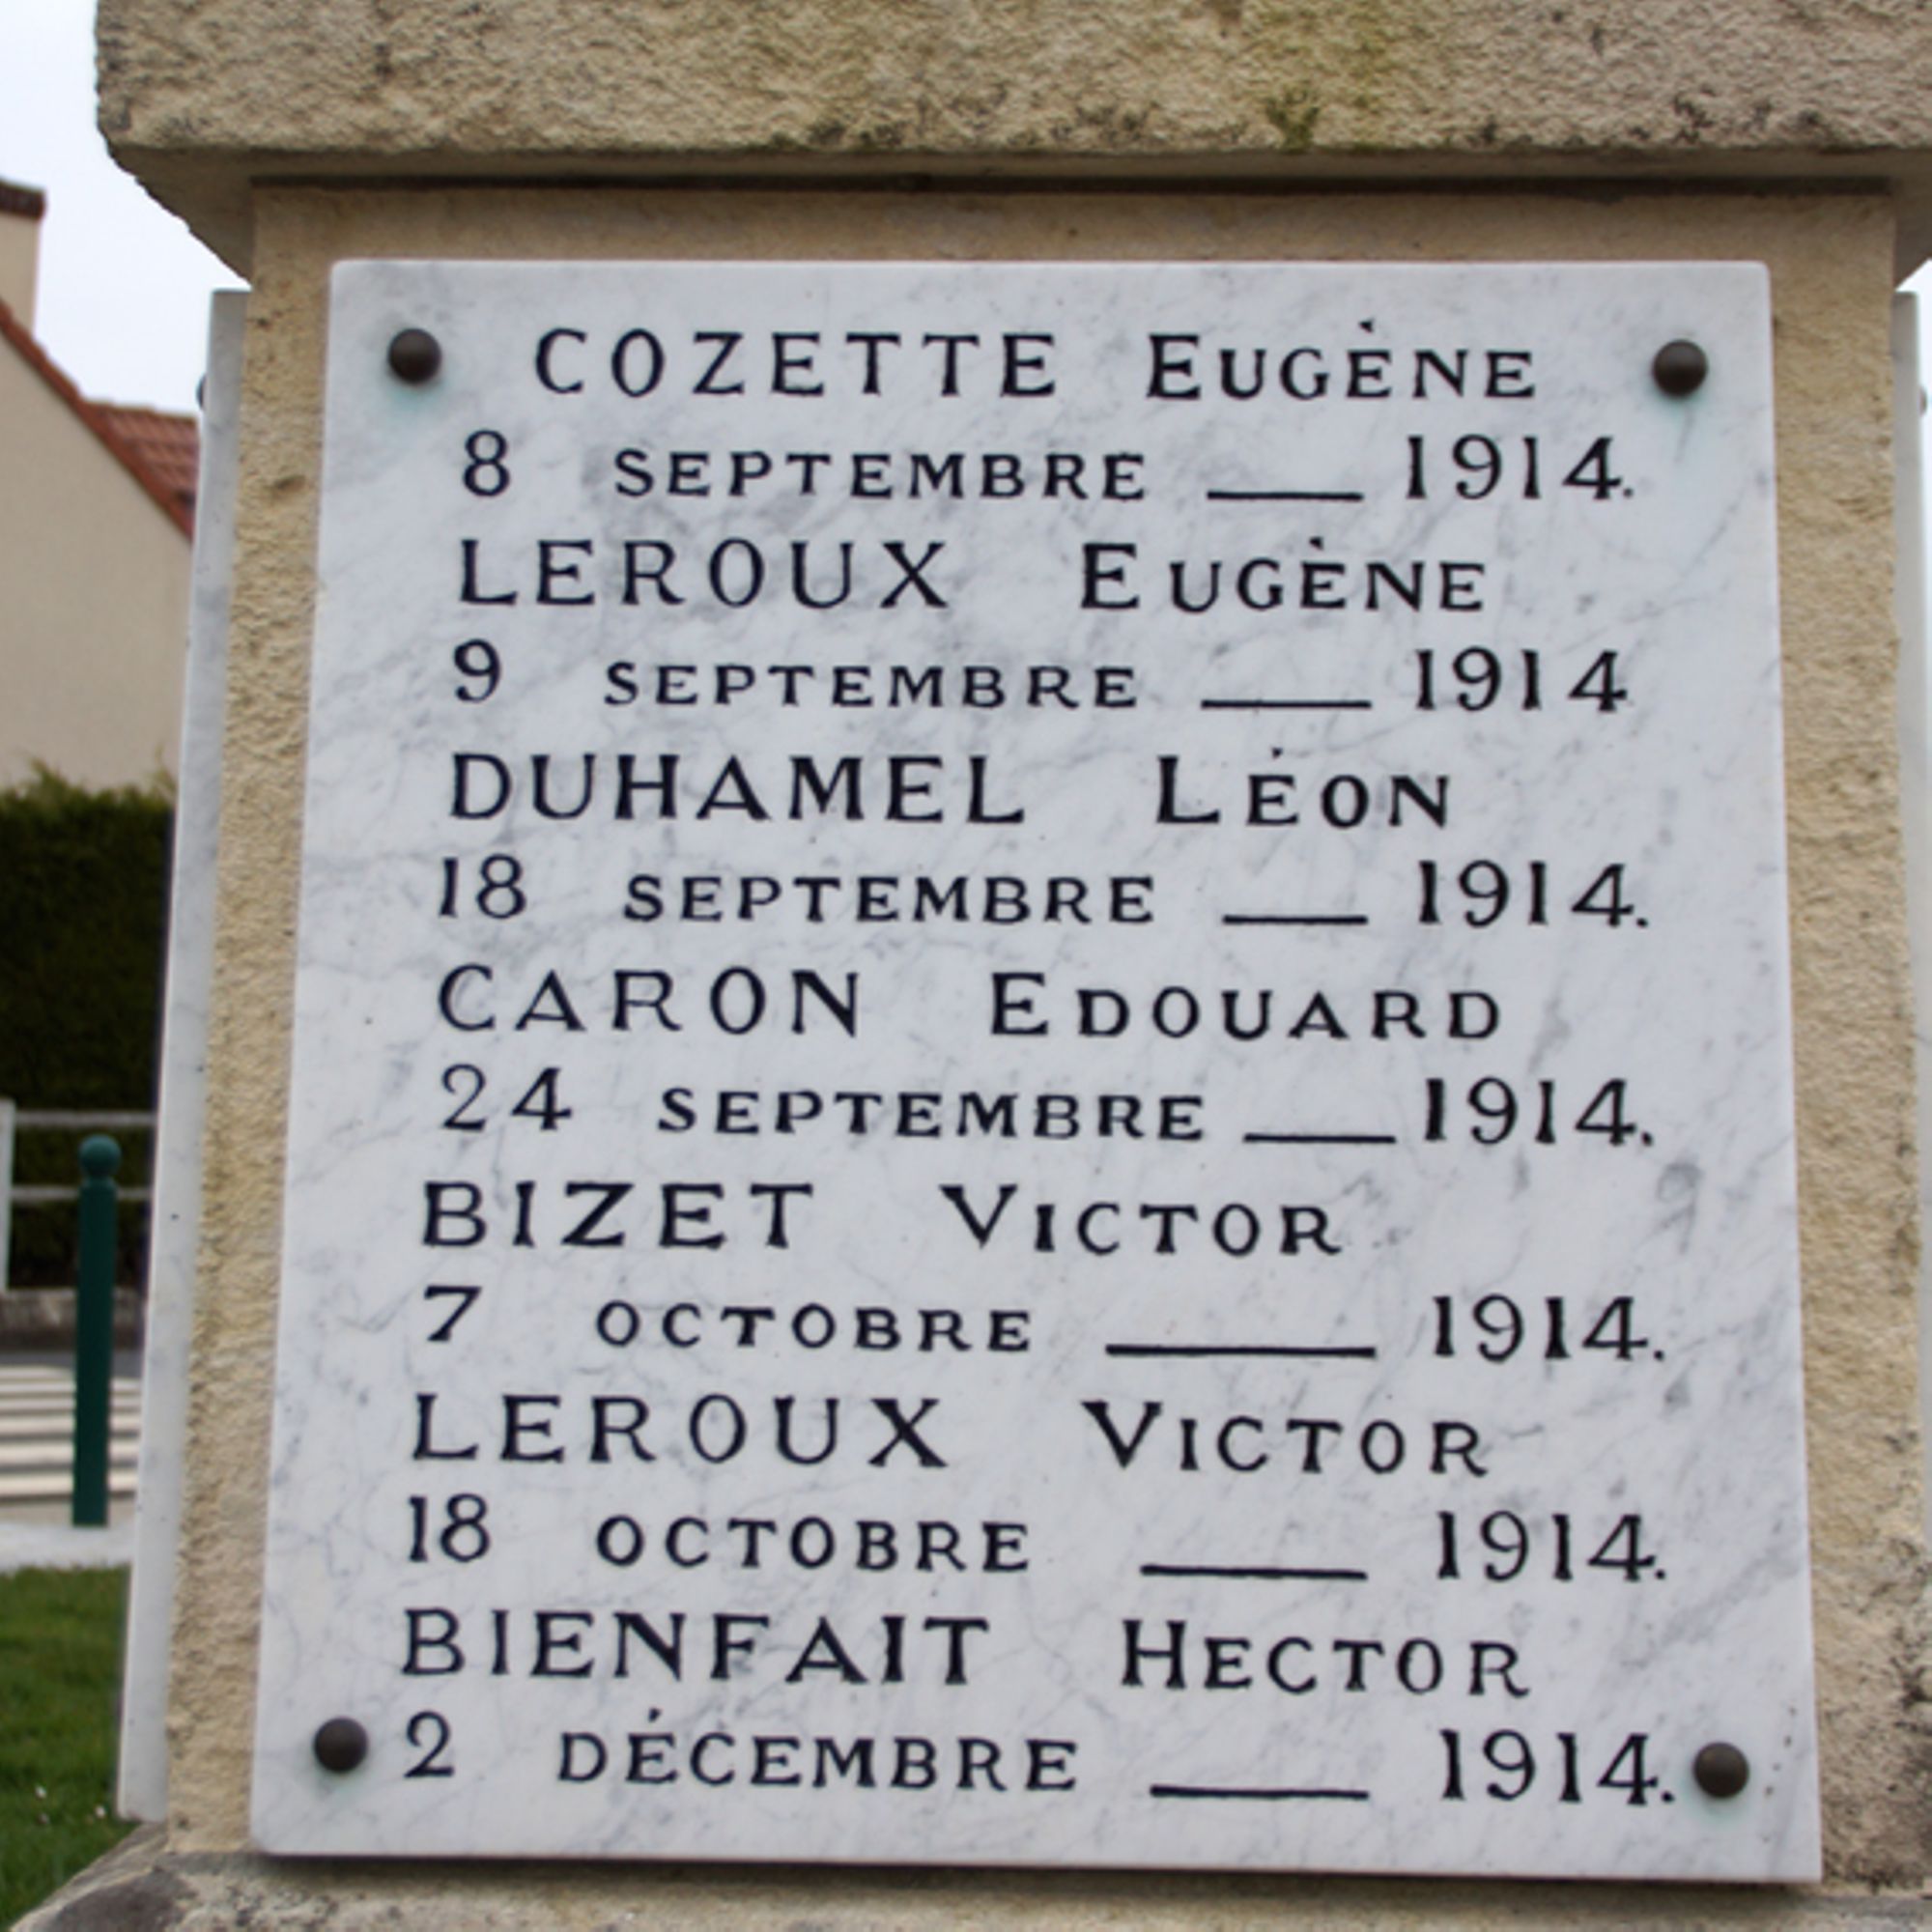 COZETTE EUGÈNE
8 SEPTEMBRE — 1914.
LEROUX EUGÈNE
9 SEPTEMBRE — 1914
DUHAMEL LÉON
18 SEPTEMBRE — 1914.
CARON EDOUARD
24 SEPTEMBRE — 1914.
BIZET VICTOR
7 OCTOBRE — 1914.
LEROUX VICTOR
18 OCTOBRE — 1914.
BIENFAIT HECTOR
2 DÉCEMBRE — 1914.